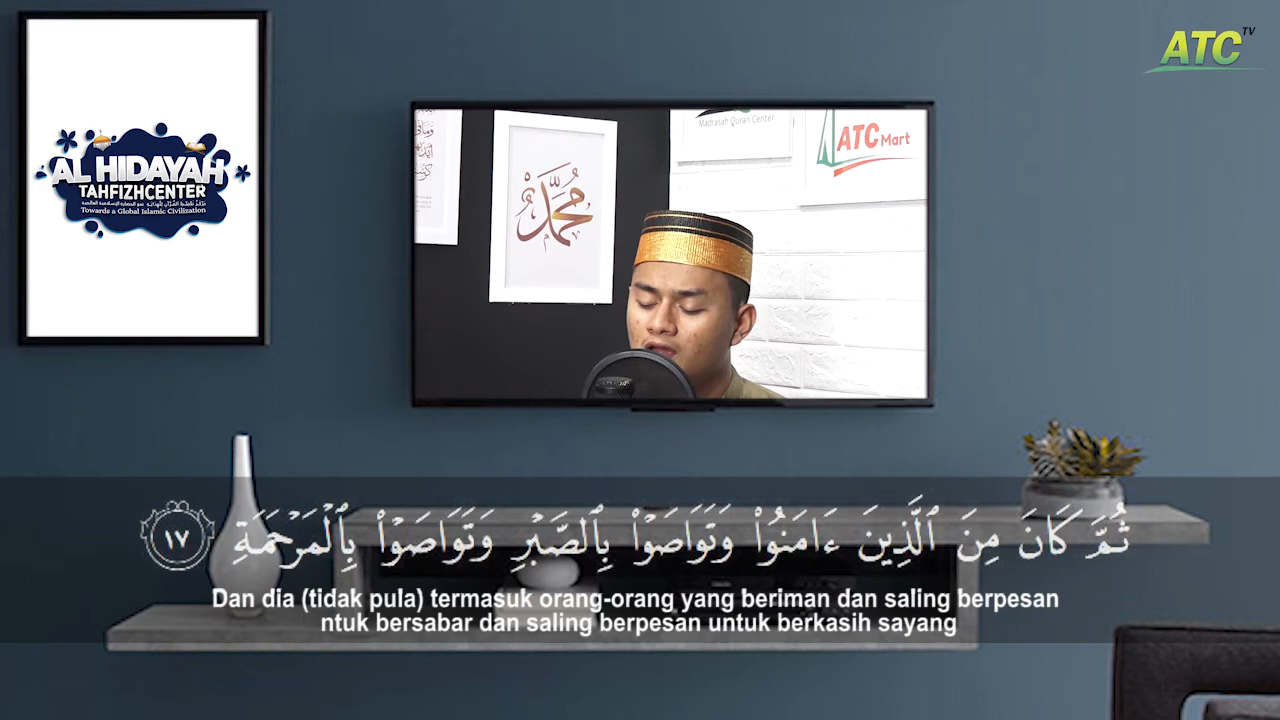 ATC TV
AL HIDAYAH
TAHFIZHCENTER
Towards a Global Islamic Civilization
Madrasah Quran Center
ATC Mart
محمد
ثُمَّ كَانَ مِنَ ٱلَّذِينَ ءَامَنُوا۟ وَتَوَاصَوْا۟ بِٱلصَّبْرِ وَتَوَاصَوْا۟ بِٱلْمَرْحَمَةِ ١٧
Dan dia (tidak pula) termasuk orang-orang yang beriman dan saling berpesan
ntuk bersabar dan saling berpesan untuk berkasih sayang